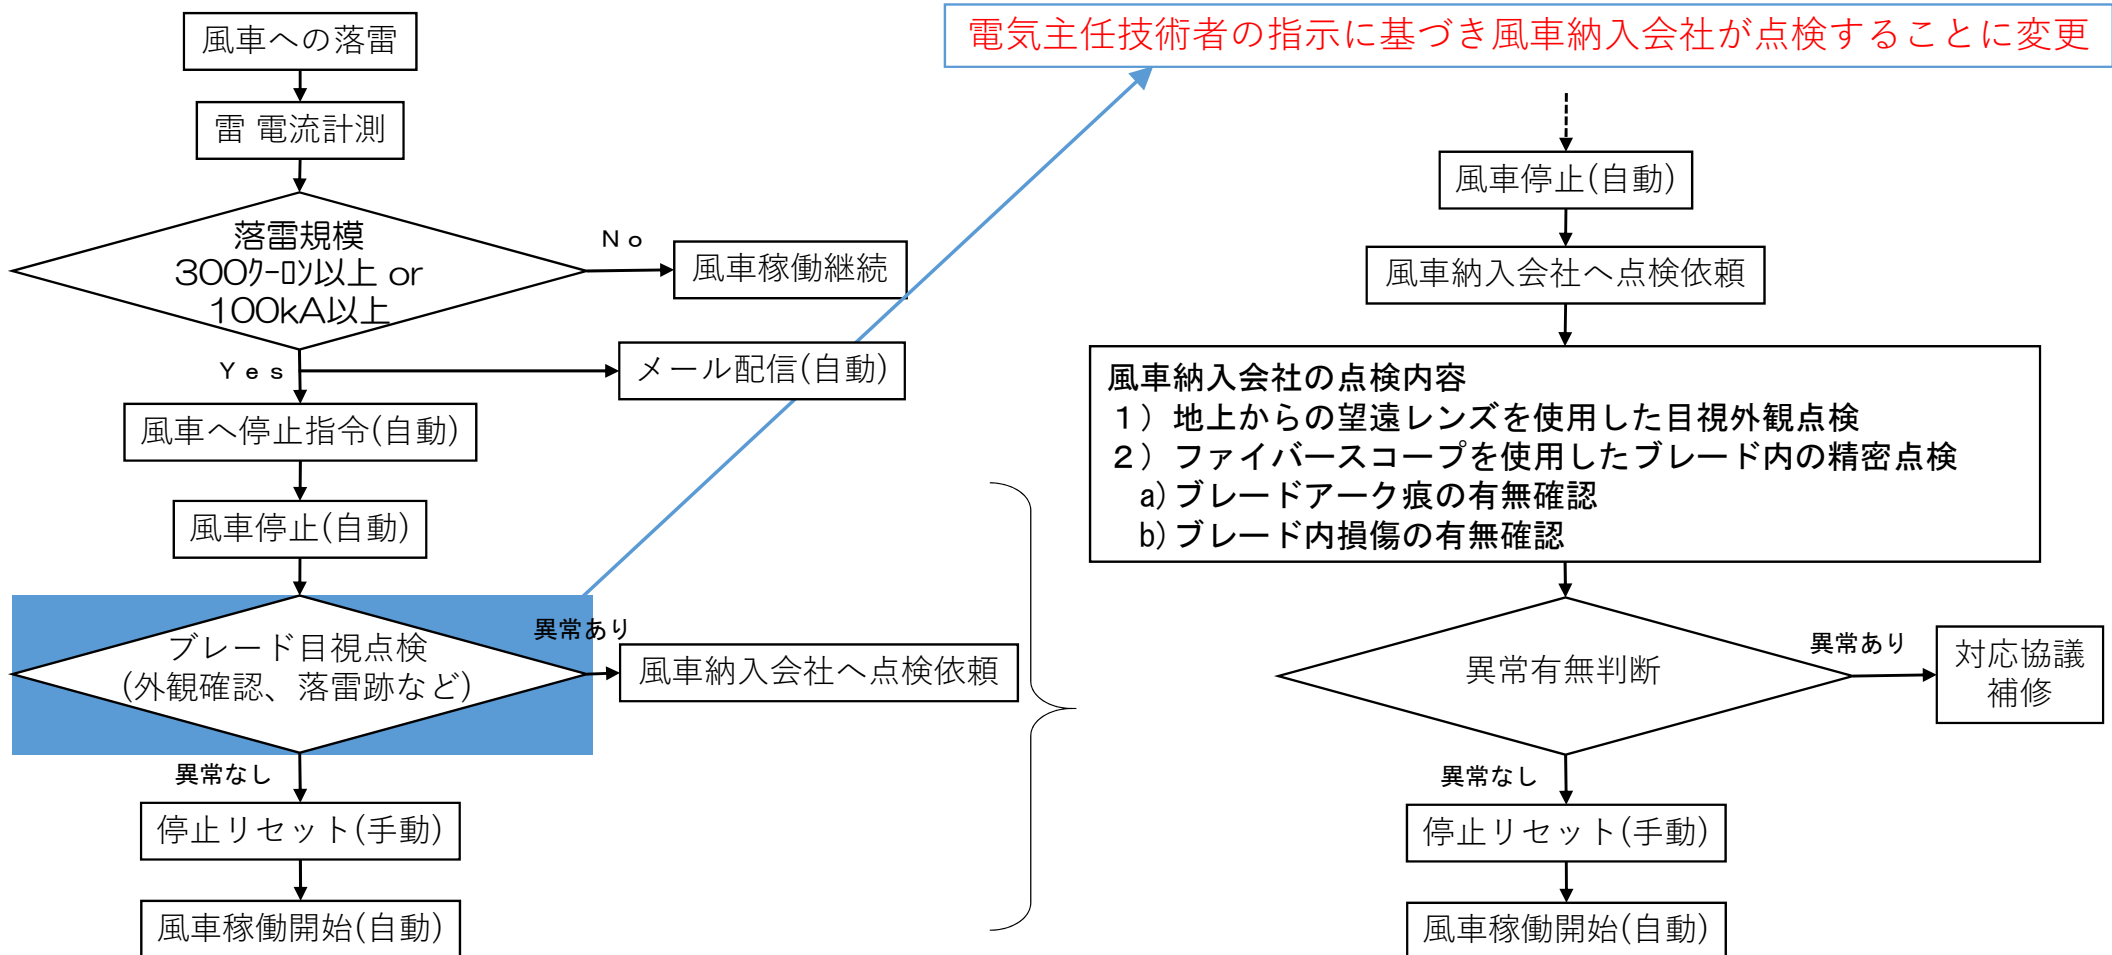 風車への落雷
雷 電流計測
落雷規模
300ｸｰﾛﾝ以上 or
100kA以上
Ｎｏ
風車稼働継続
Ｙｅｓ
メール配信(自動)
風車へ停止指令(自動)
風車停止(自動)
ブレード目視点検
(外観確認、落雷跡など)
異常あり
風車納入会社へ点検依頼
異常なし
停止リセット(手動)
風車稼働開始(自動)
電気主任技術者の指示に基づき風車納入会社が点検することに変更
風車停止(自動)
風車納入会社へ点検依頼
風車納入会社の点検内容
１）地上からの望遠レンズを使用した目視外観点検
２）ファイバースコープを使用したブレード内の精密点検
a)ブレードアーク痕の有無確認
b)ブレード内損傷の有無確認
異常有無判断
異常あり
対応協議
補修
異常なし
停止リセット(手動)
風車稼働開始(自動)